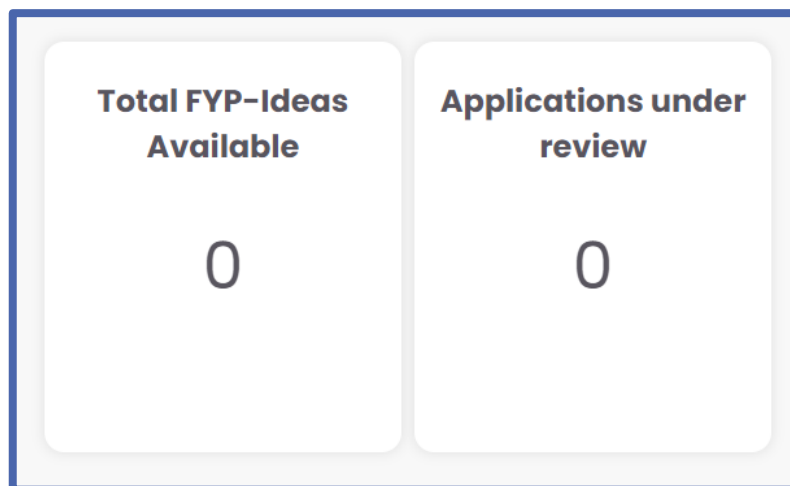 Total FYP-Ideas
Available
0
Applications under
review
0